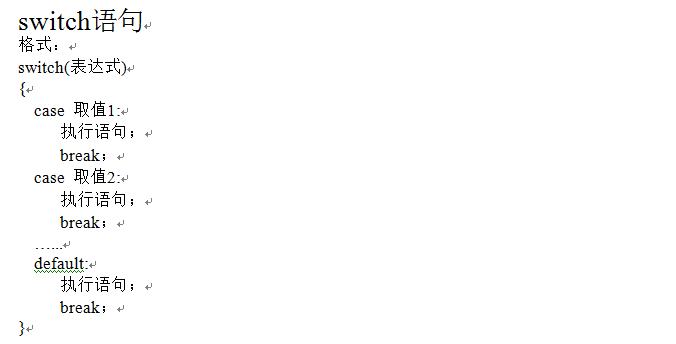 switch语句
格式：
switch(表达式)
{
case 取值1:
执行语句；
break；
case 取值2:
执行语句；
break；
…...
default:
执行语句；
break；
}